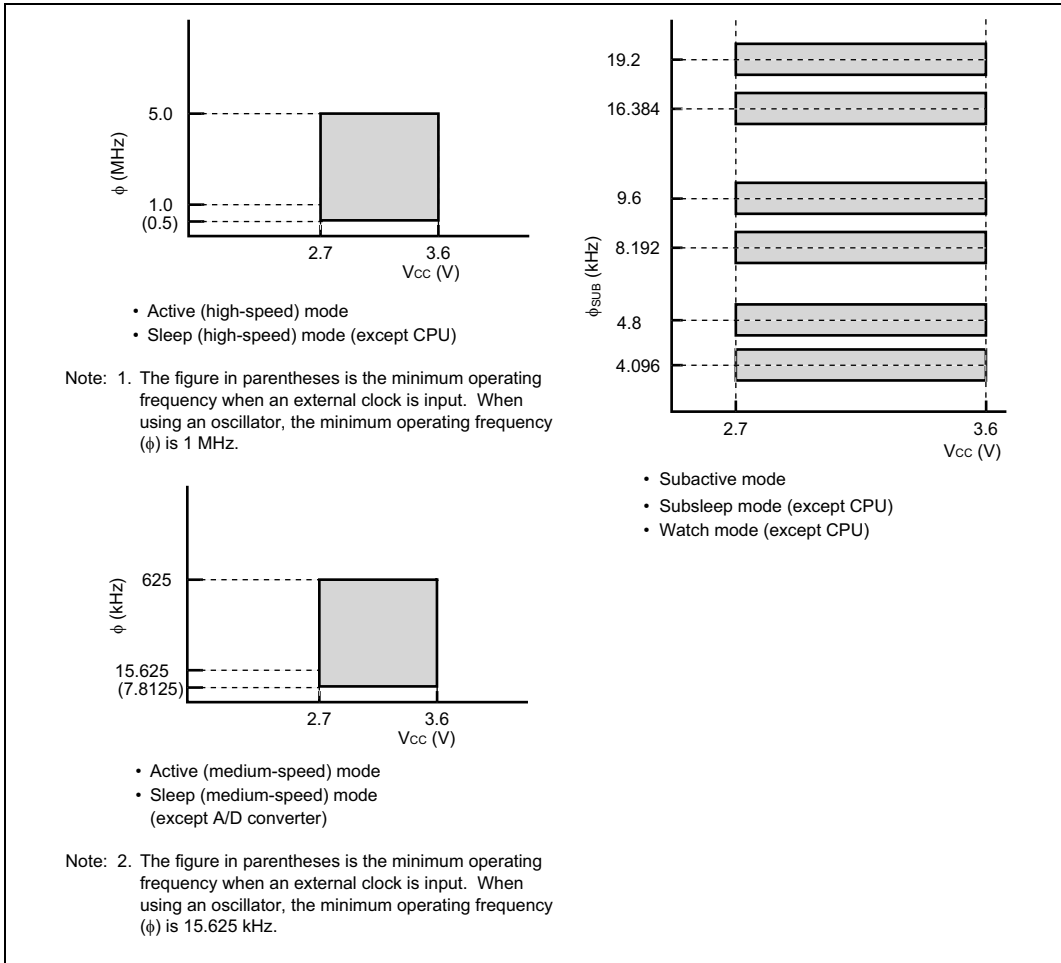 5.0
φ (MHz)
1.0
(0.5)
2.7
3.6
Vcc (V)
• Active (high-speed) mode
• Sleep (high-speed) mode (except CPU)
Note: 1. The figure in parentheses is the minimum operating
frequency when an external clock is input. When
using an oscillator, the minimum operating frequency
(φ) is 1 MHz.
625
φ (kHz)
15.625
(7.8125)
2.7
3.6
Vcc (V)
• Active (medium-speed) mode
• Sleep (medium-speed) mode
(except A/D converter)
Note: 2. The figure in parentheses is the minimum operating
frequency when an external clock is input. When
using an oscillator, the minimum operating frequency
(φ) is 15.625 kHz.
19.2
16.384
9.6
8.192
φSUB (kHz)
4.8
4.096
2.7
3.6
Vcc (V)
• Subactive mode
• Subsleep mode (except CPU)
• Watch mode (except CPU)